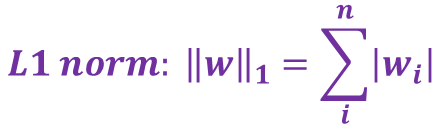 L1 norm: ‖w‖₁ = ∑ᵢⁿ |wᵢ|